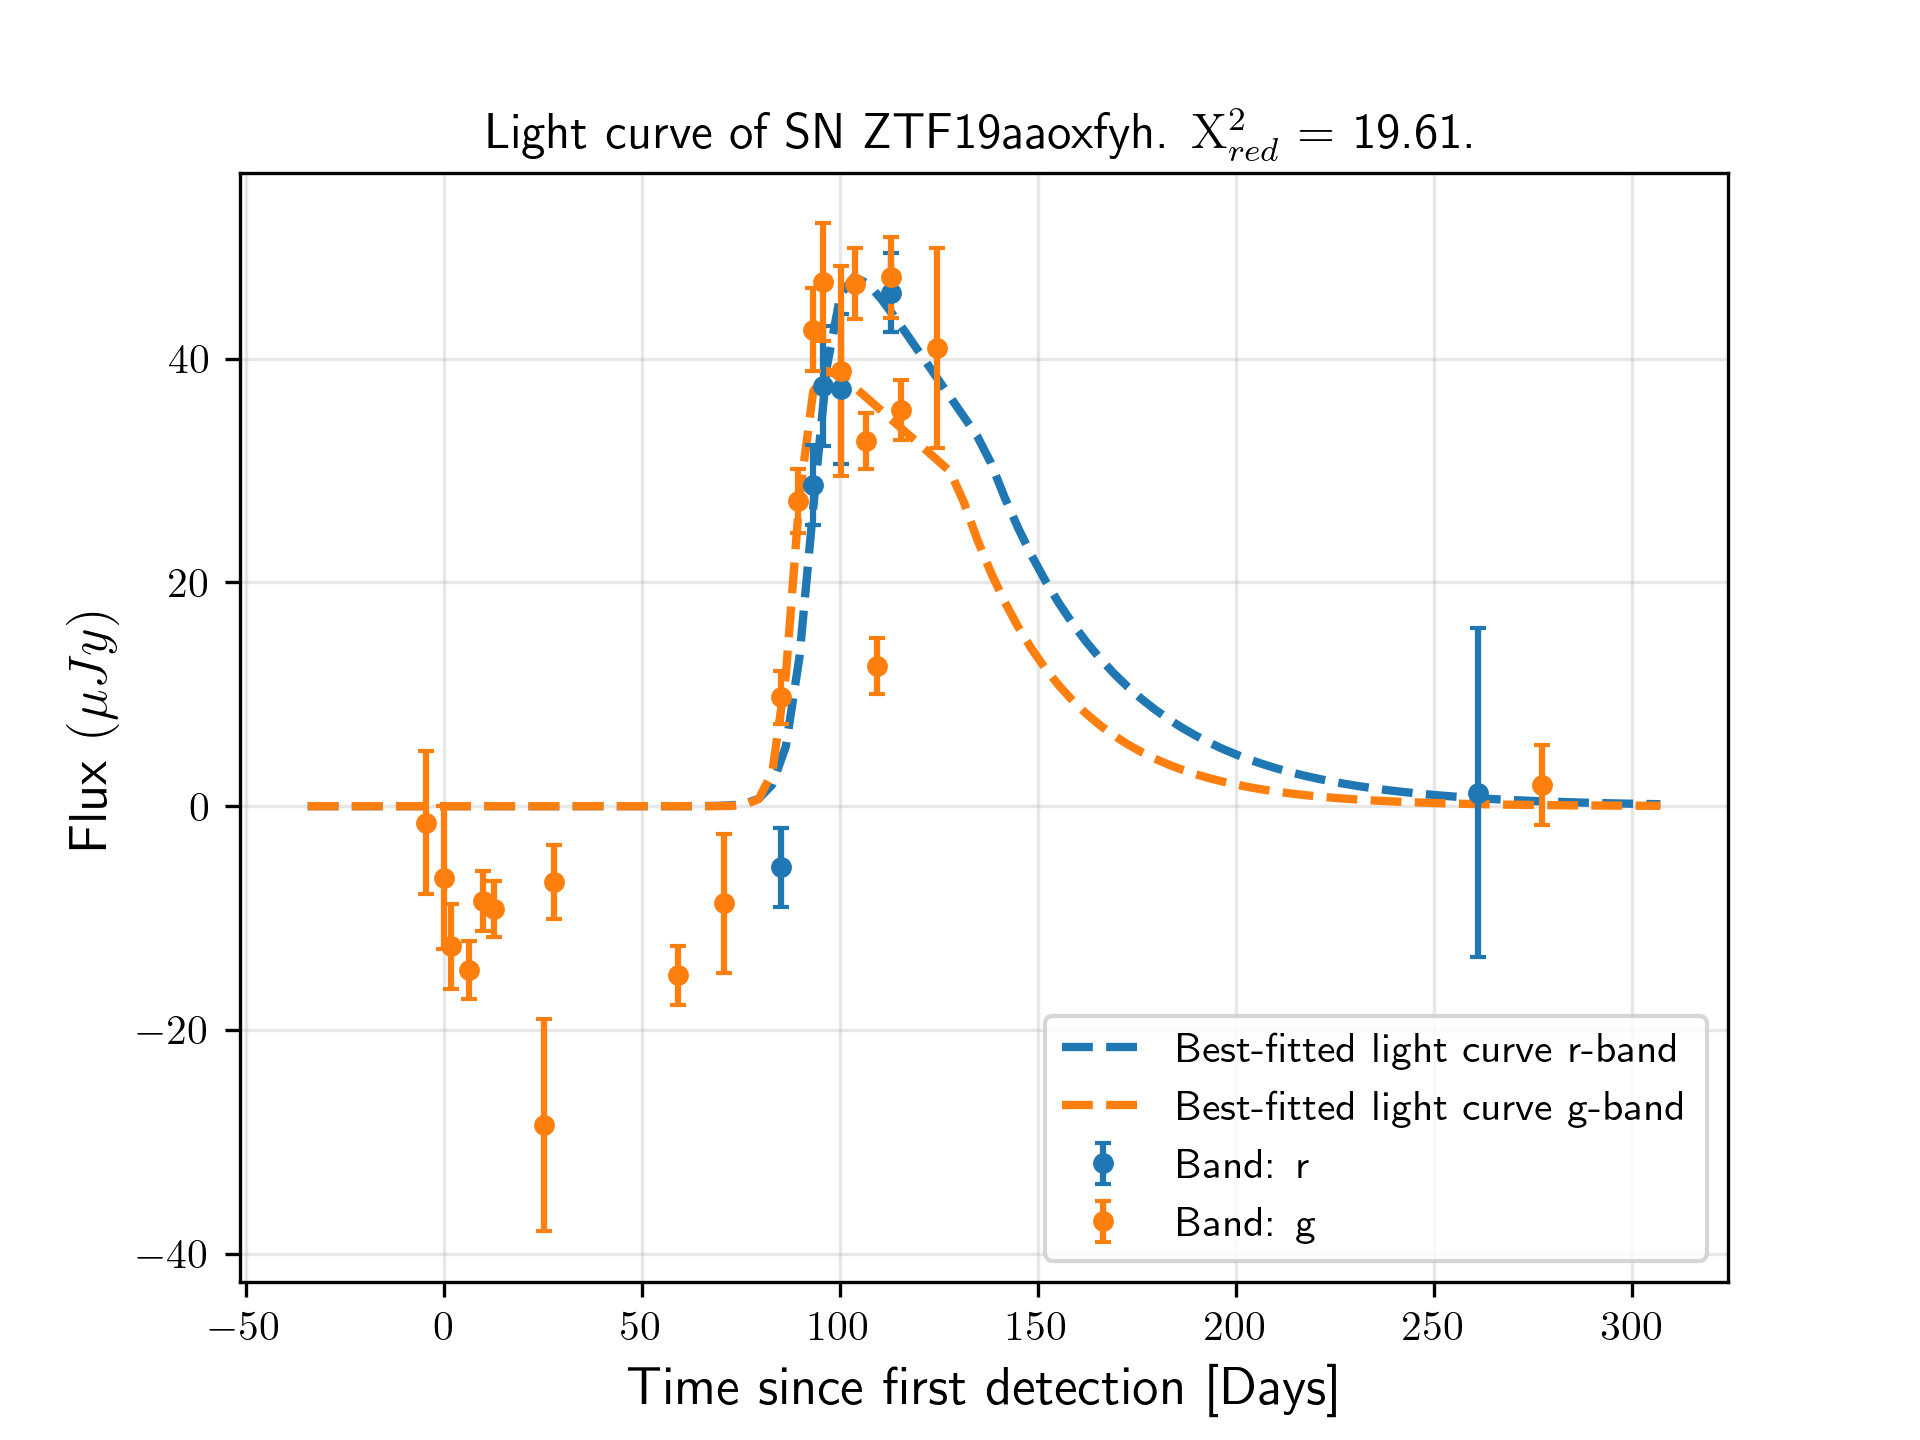 Light curve of SN ZTF19aaoxfyh. X²_red = 19.61.
Flux (μJy)
40
20
0
−20
−40
−50 0 50 100 150 200 250 300
Time since first detection [Days]
Best-fitted light curve r-band
Best-fitted light curve g-band
Band: r
Band: g